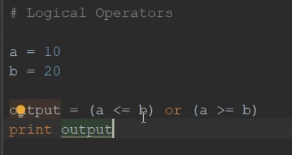 # Logical Operators
a = 10
b = 20
output = (a <= b) or (a >= b)
print output